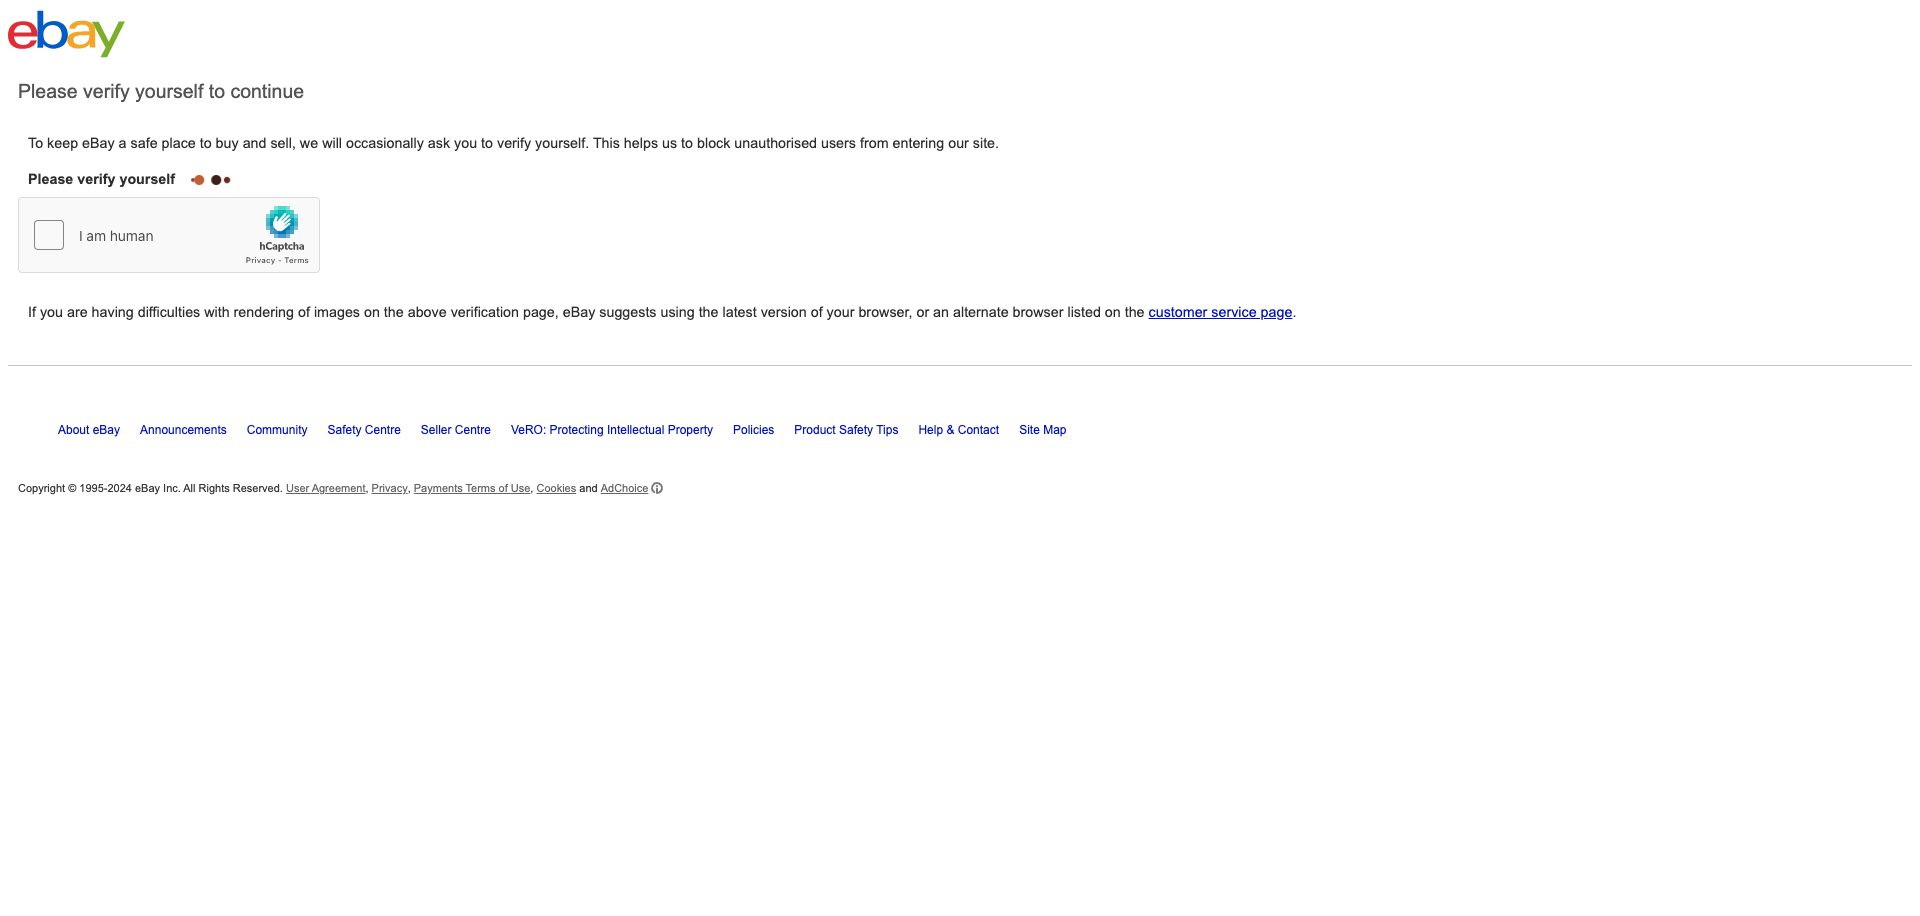 ebay
Please verify yourself to continue
To keep eBay a safe place to buy and sell, we will occasionally ask you to verify yourself. This helps us to block unauthorised users from entering our site.
Please verify yourself
I am human
hCaptcha
Privacy - Terms
If you are having difficulties with rendering of images on the above verification page, eBay suggests using the latest version of your browser, or an alternate browser listed on the customer service page.
About eBay Announcements Community Safety Centre Seller Centre VeRO: Protecting Intellectual Property Policies Product Safety Tips Help & Contact Site Map
Copyright © 1995-2024 eBay Inc. All Rights Reserved. User Agreement, Privacy, Payments Terms of Use, Cookies and AdChoice